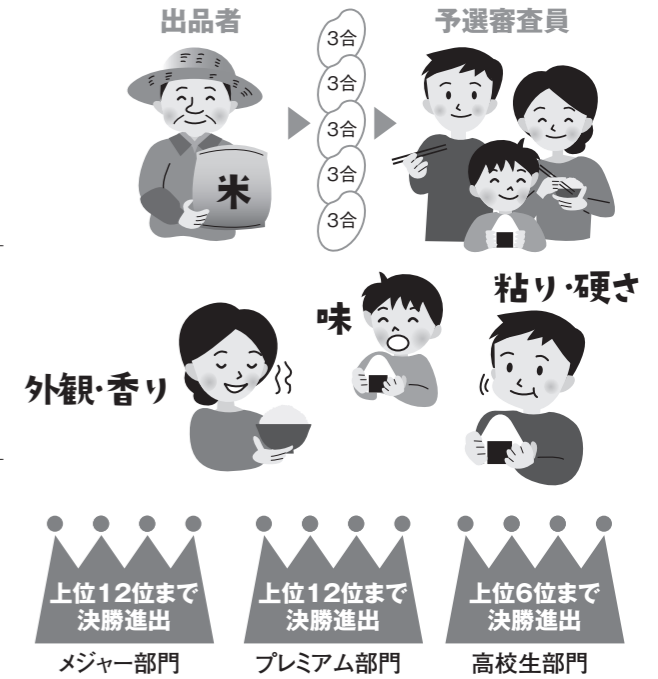 出品者
予選審査員
3合
3合
3合
3合
3合
米
味
粘り・硬さ
外観・香り
上位12位まで
決勝進出
メジャー部門
上位12位まで
決勝進出
プレミアム部門
上位6位まで
決勝進出
高校生部門